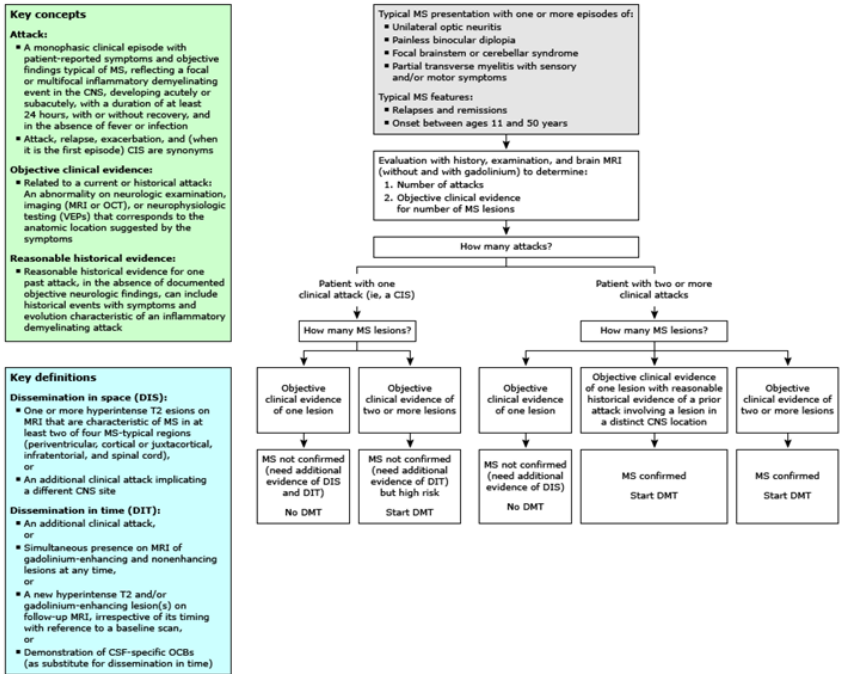 Key concepts
Attack:
▪ A monophasic clinical episode with
patient-reported symptoms and objective
findings typical of MS, reflecting a focal
or multifocal inflammatory demyelinating
event in the CNS, developing acutely or
subacutely, with a duration of at least
24 hours, with or without recovery, and
in the absence of fever or infection
▪ Attack, relapse, exacerbation, and (when
it is the first episode) CIS are synonyms
Objective clinical evidence:
▪ Related to a current or historical attack:
An abnormality on neurologic examination,
imaging (MRI or OCT), or neurophysiologic
testing (VEPs) that corresponds to the
anatomic location suggested by the
symptoms
Reasonable historical evidence:
▪ Reasonable historical evidence for one
past attack, in the absence of documented
objective neurologic findings, can include
historical events with symptoms and
evolution characteristic of an inflammatory
demyelinating attack
Key definitions
Dissemination in space (DIS):
▪ One or more hyperintense T2 esions on
MRI that are characteristic of MS in at
least two of four MS-typical regions
(periventricular, cortical or juxtacortical,
infratentorial, and spinal cord),
or
▪ An additional clinical attack implicating
a different CNS site
Dissemination in time (DIT):
▪ An additional clinical attack,
or
▪ Simultaneous presence on MRI of
gadolinium-enhancing and nonenhancing
lesions at any time,
or
▪ A new hyperintense T2 and/or
gadolinium-enhancing lesion(s) on
follow-up MRI, irrespective of its timing
with reference to a baseline scan,
or
▪ Demonstration of CSF-specific OCBs
(as substitute for dissemination in time)
Typical MS presentation with one or more episodes of:
▪ Unilateral optic neuritis
▪ Painless binocular diplopia
▪ Focal brainstem or cerebellar syndrome
▪ Partial transverse myelitis with sensory
and/or motor symptoms
Typical MS features:
▪ Relapses and remissions
▪ Onset between ages 11 and 50 years
Evaluation with history, examination, and brain MRI
(without and with gadolinium) to determine:
1. Number of attacks
2. Objective clinical evidence
for number of MS lesions
How many attacks?
Patient with one
clinical attack (ie, a CIS)
How many MS lesions?
Objective
clinical evidence
of one lesion
MS not confirmed
(need additional
evidence of DIS
and DIT)
No DMT
Objective
clinical evidence of
two or more lesions
MS not confirmed
(need additional
evidence of DIT)
but high risk
Start DMT
Patient with two or more
clinical attacks
How many MS lesions?
Objective
clinical evidence
of one lesion
MS not confirmed
(need additional
evidence of DIS)
No DMT
Objective clinical evidence
of one lesion with reasonable
historical evidence of a prior
attack involving a lesion in
a distinct CNS location
MS confirmed
Start DMT
Objective
clinical evidence of
two or more lesions
MS confirmed
Start DMT